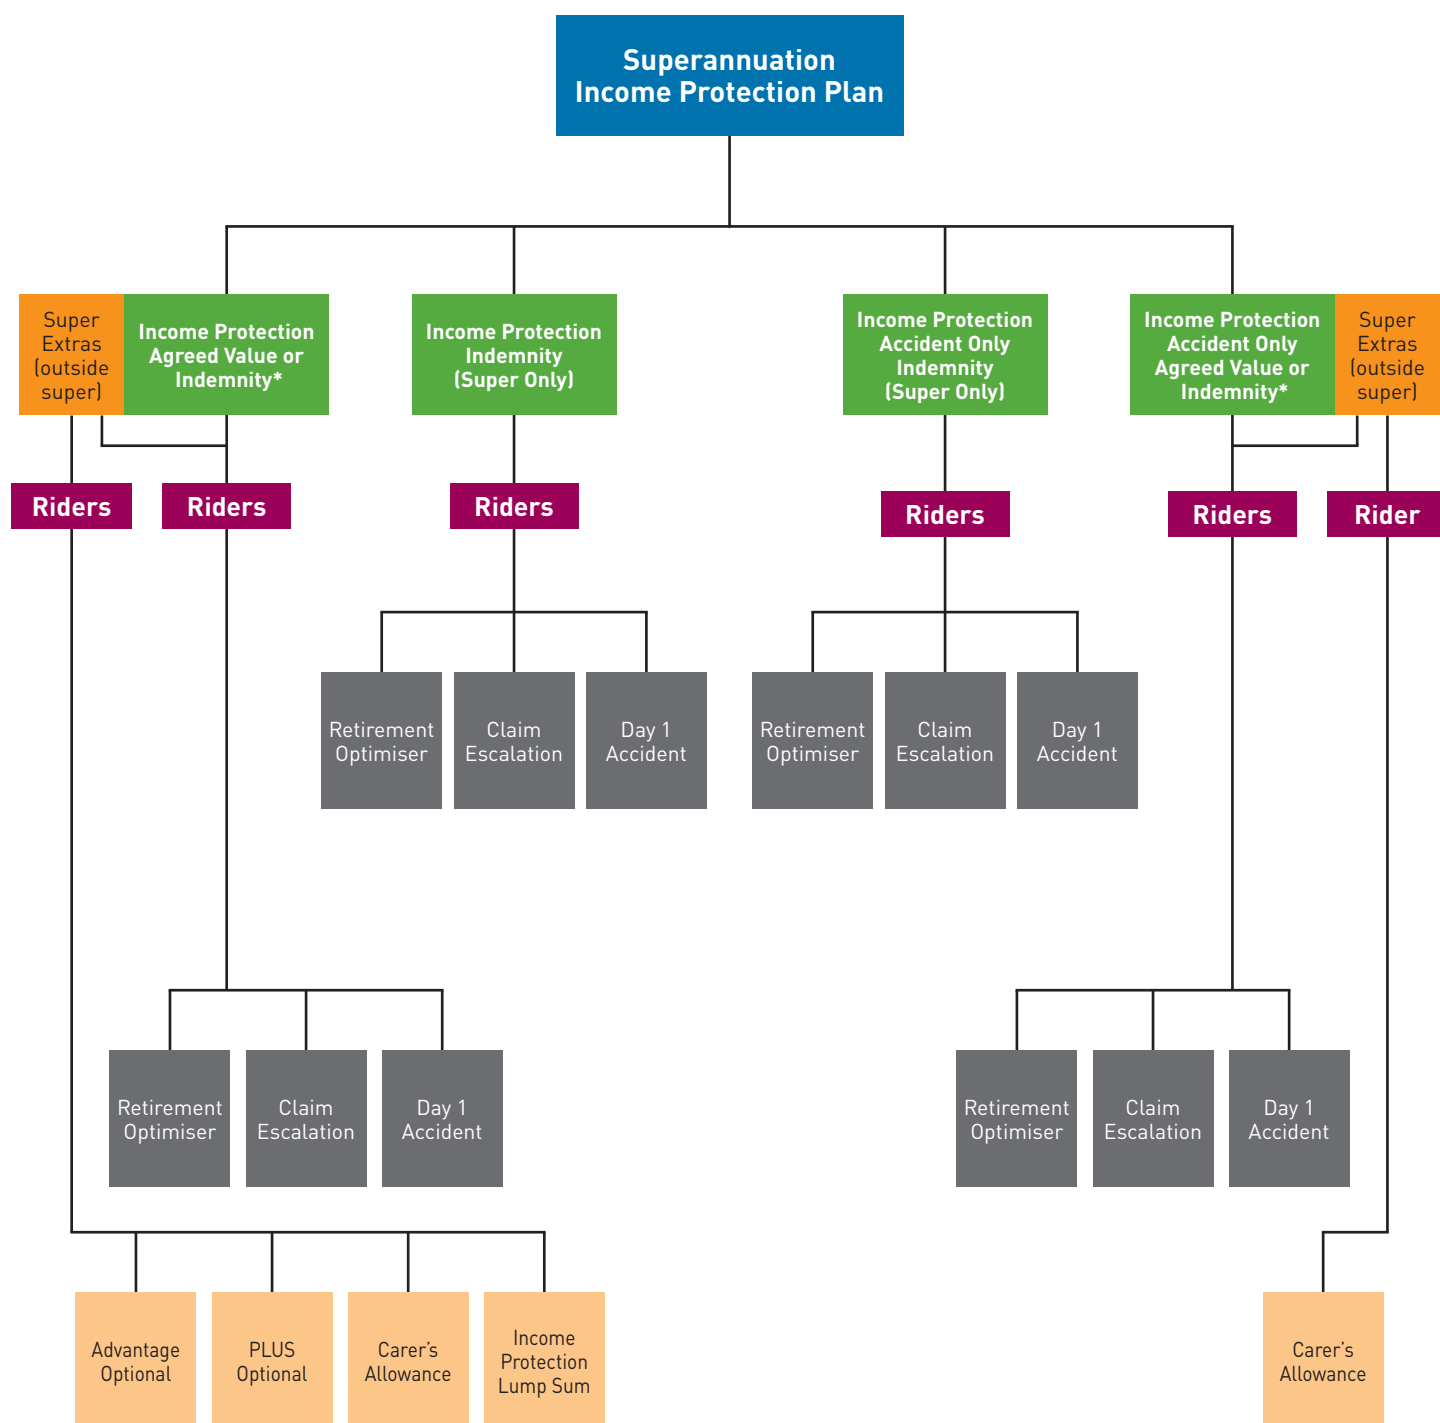 Superannuation
Income Protection Plan
Super
Extras
(outside
super)
Income Protection
Agreed Value or
Indemnity*
Income Protection
Indemnity
(Super Only)
Income Protection
Accident Only
Indemnity
(Super Only)
Income Protection
Accident Only
Agreed Value or
Indemnity*
Super
Extras
(outside
super)
Riders
Riders
Riders
Riders
Riders
Rider
Retirement
Optimiser
Claim
Escalation
Day 1
Accident
Retirement
Optimiser
Claim
Escalation
Day 1
Accident
Retirement
Optimiser
Claim
Escalation
Day 1
Accident
Retirement
Optimiser
Claim
Escalation
Day 1
Accident
Advantage
Optional
PLUS
Optional
Carer’s
Allowance
Income
Protection
Lump Sum
Carer’s
Allowance